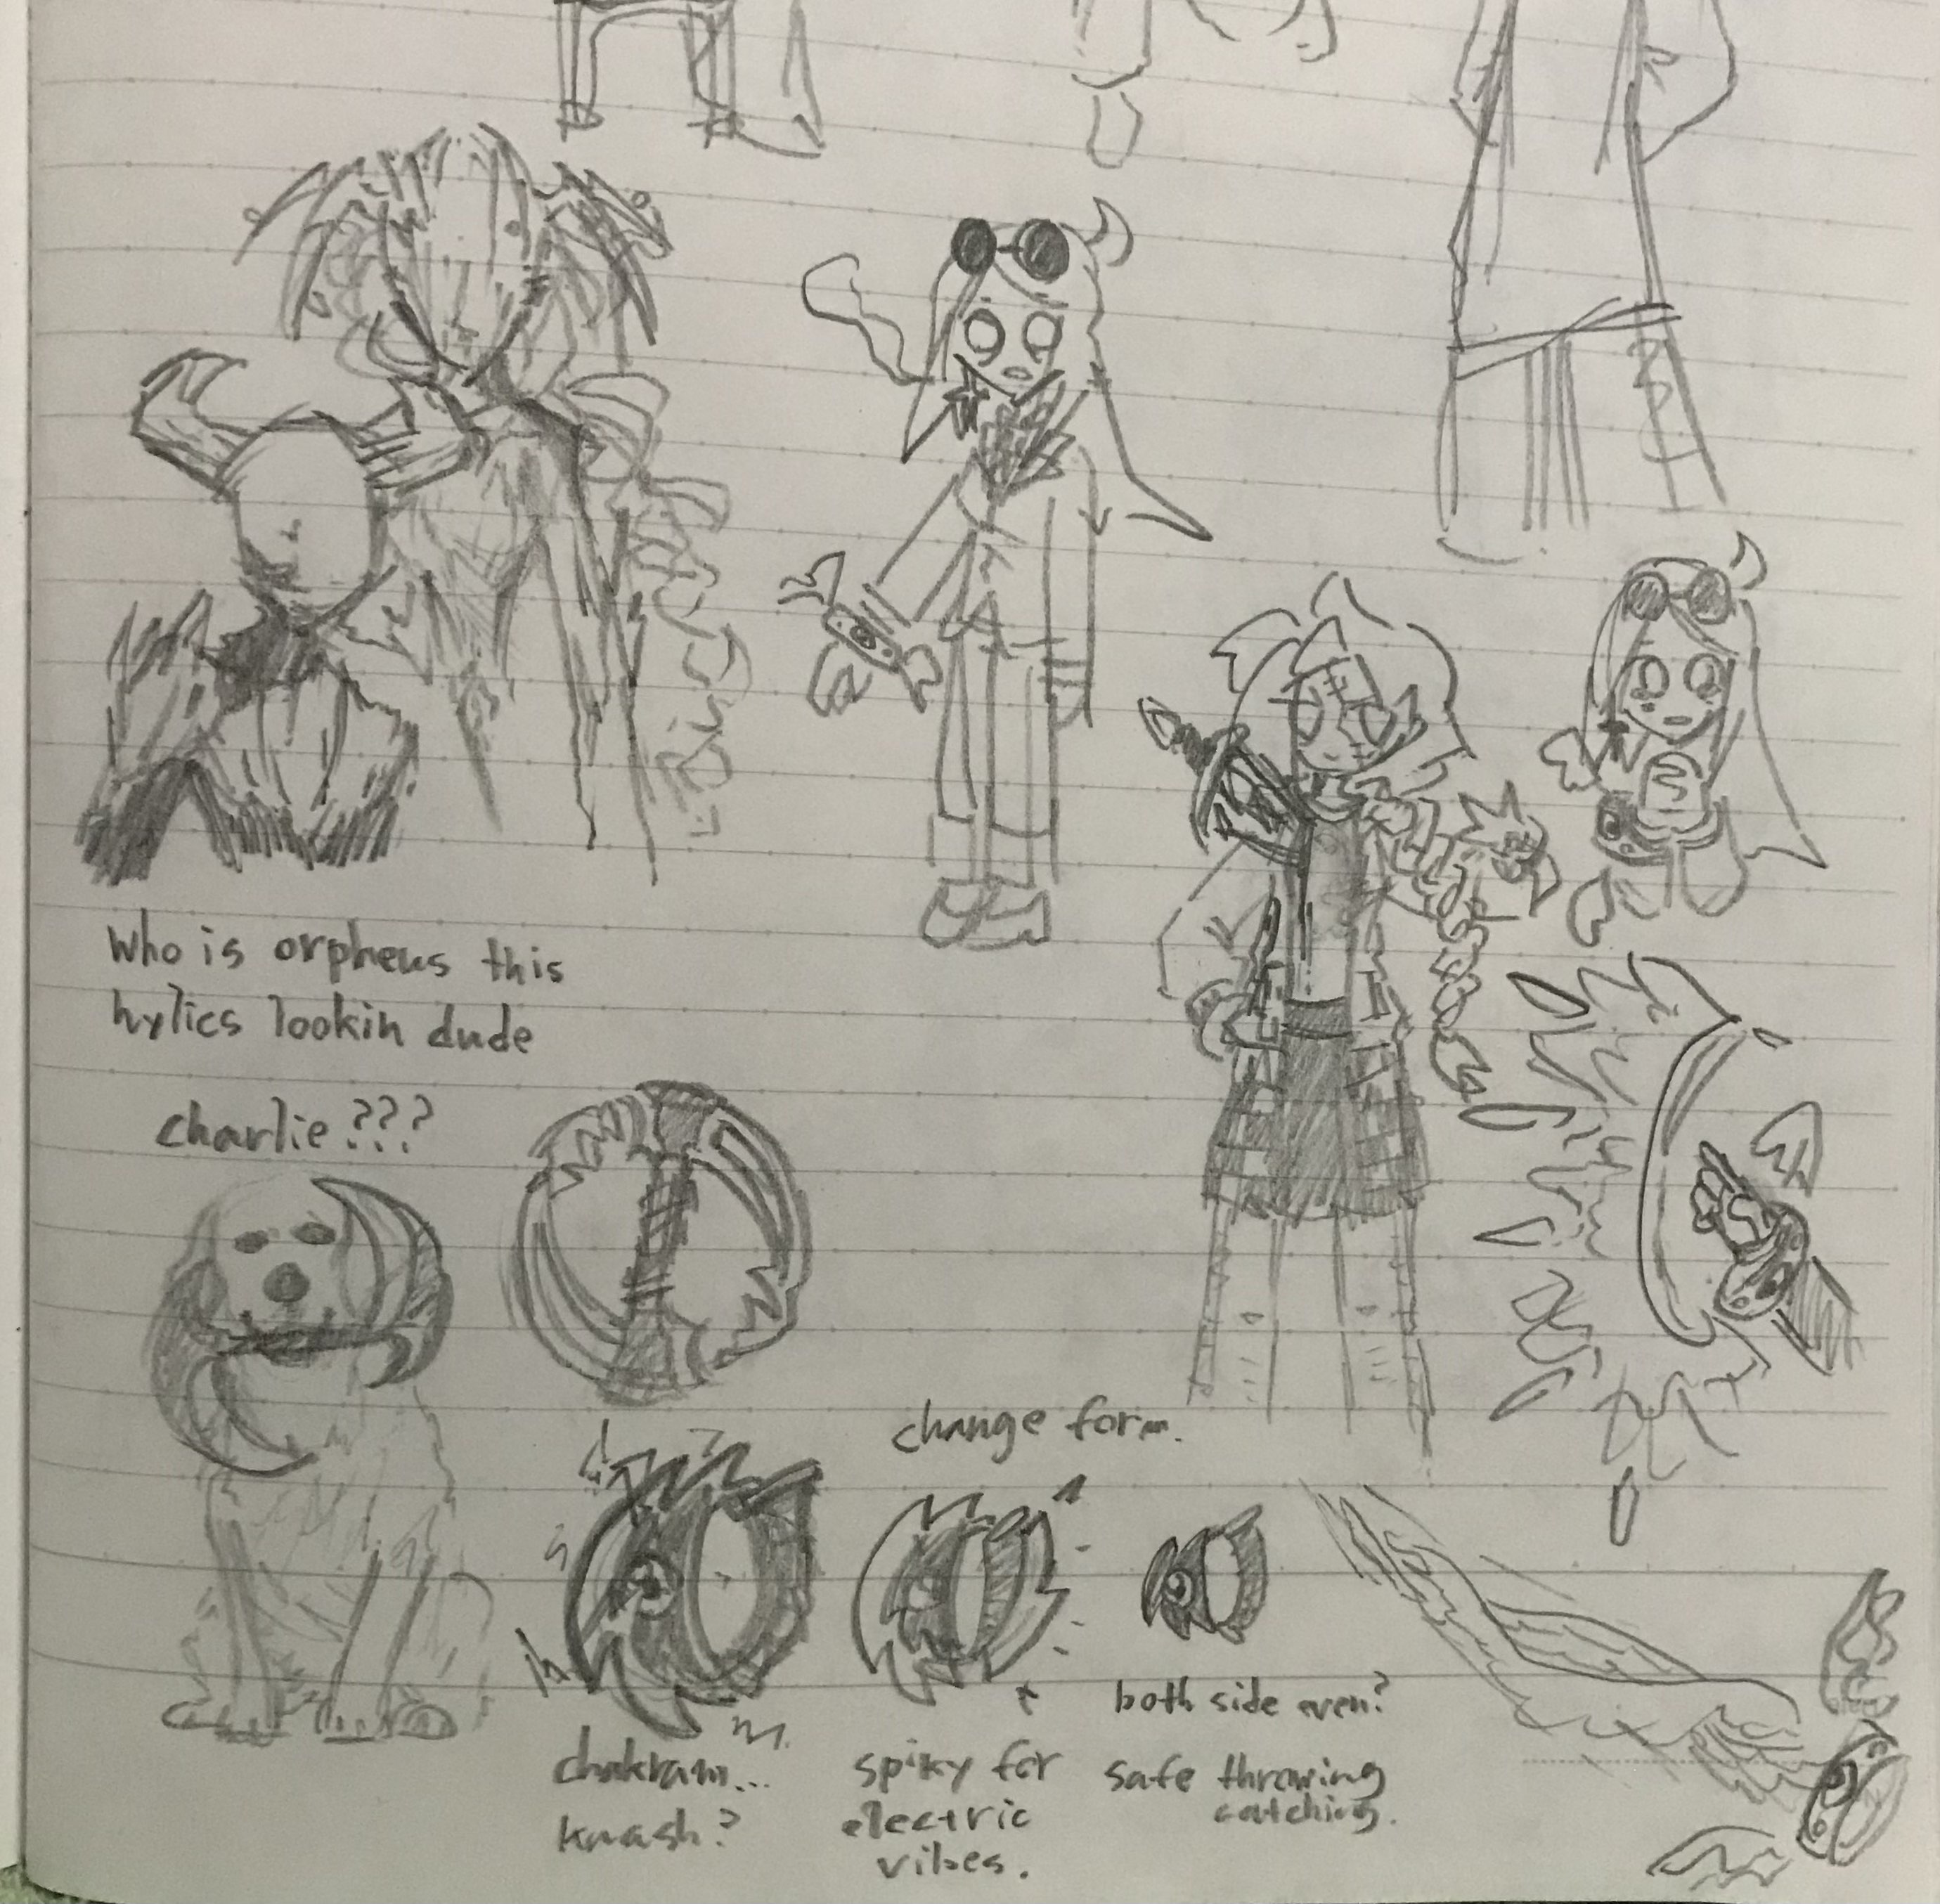 Who is orpheus this
hylics lookin dude
charlie???
change form.
both side even?
chakram...
knash?
spiky for
electric
vibes.
safe throwing
catching.